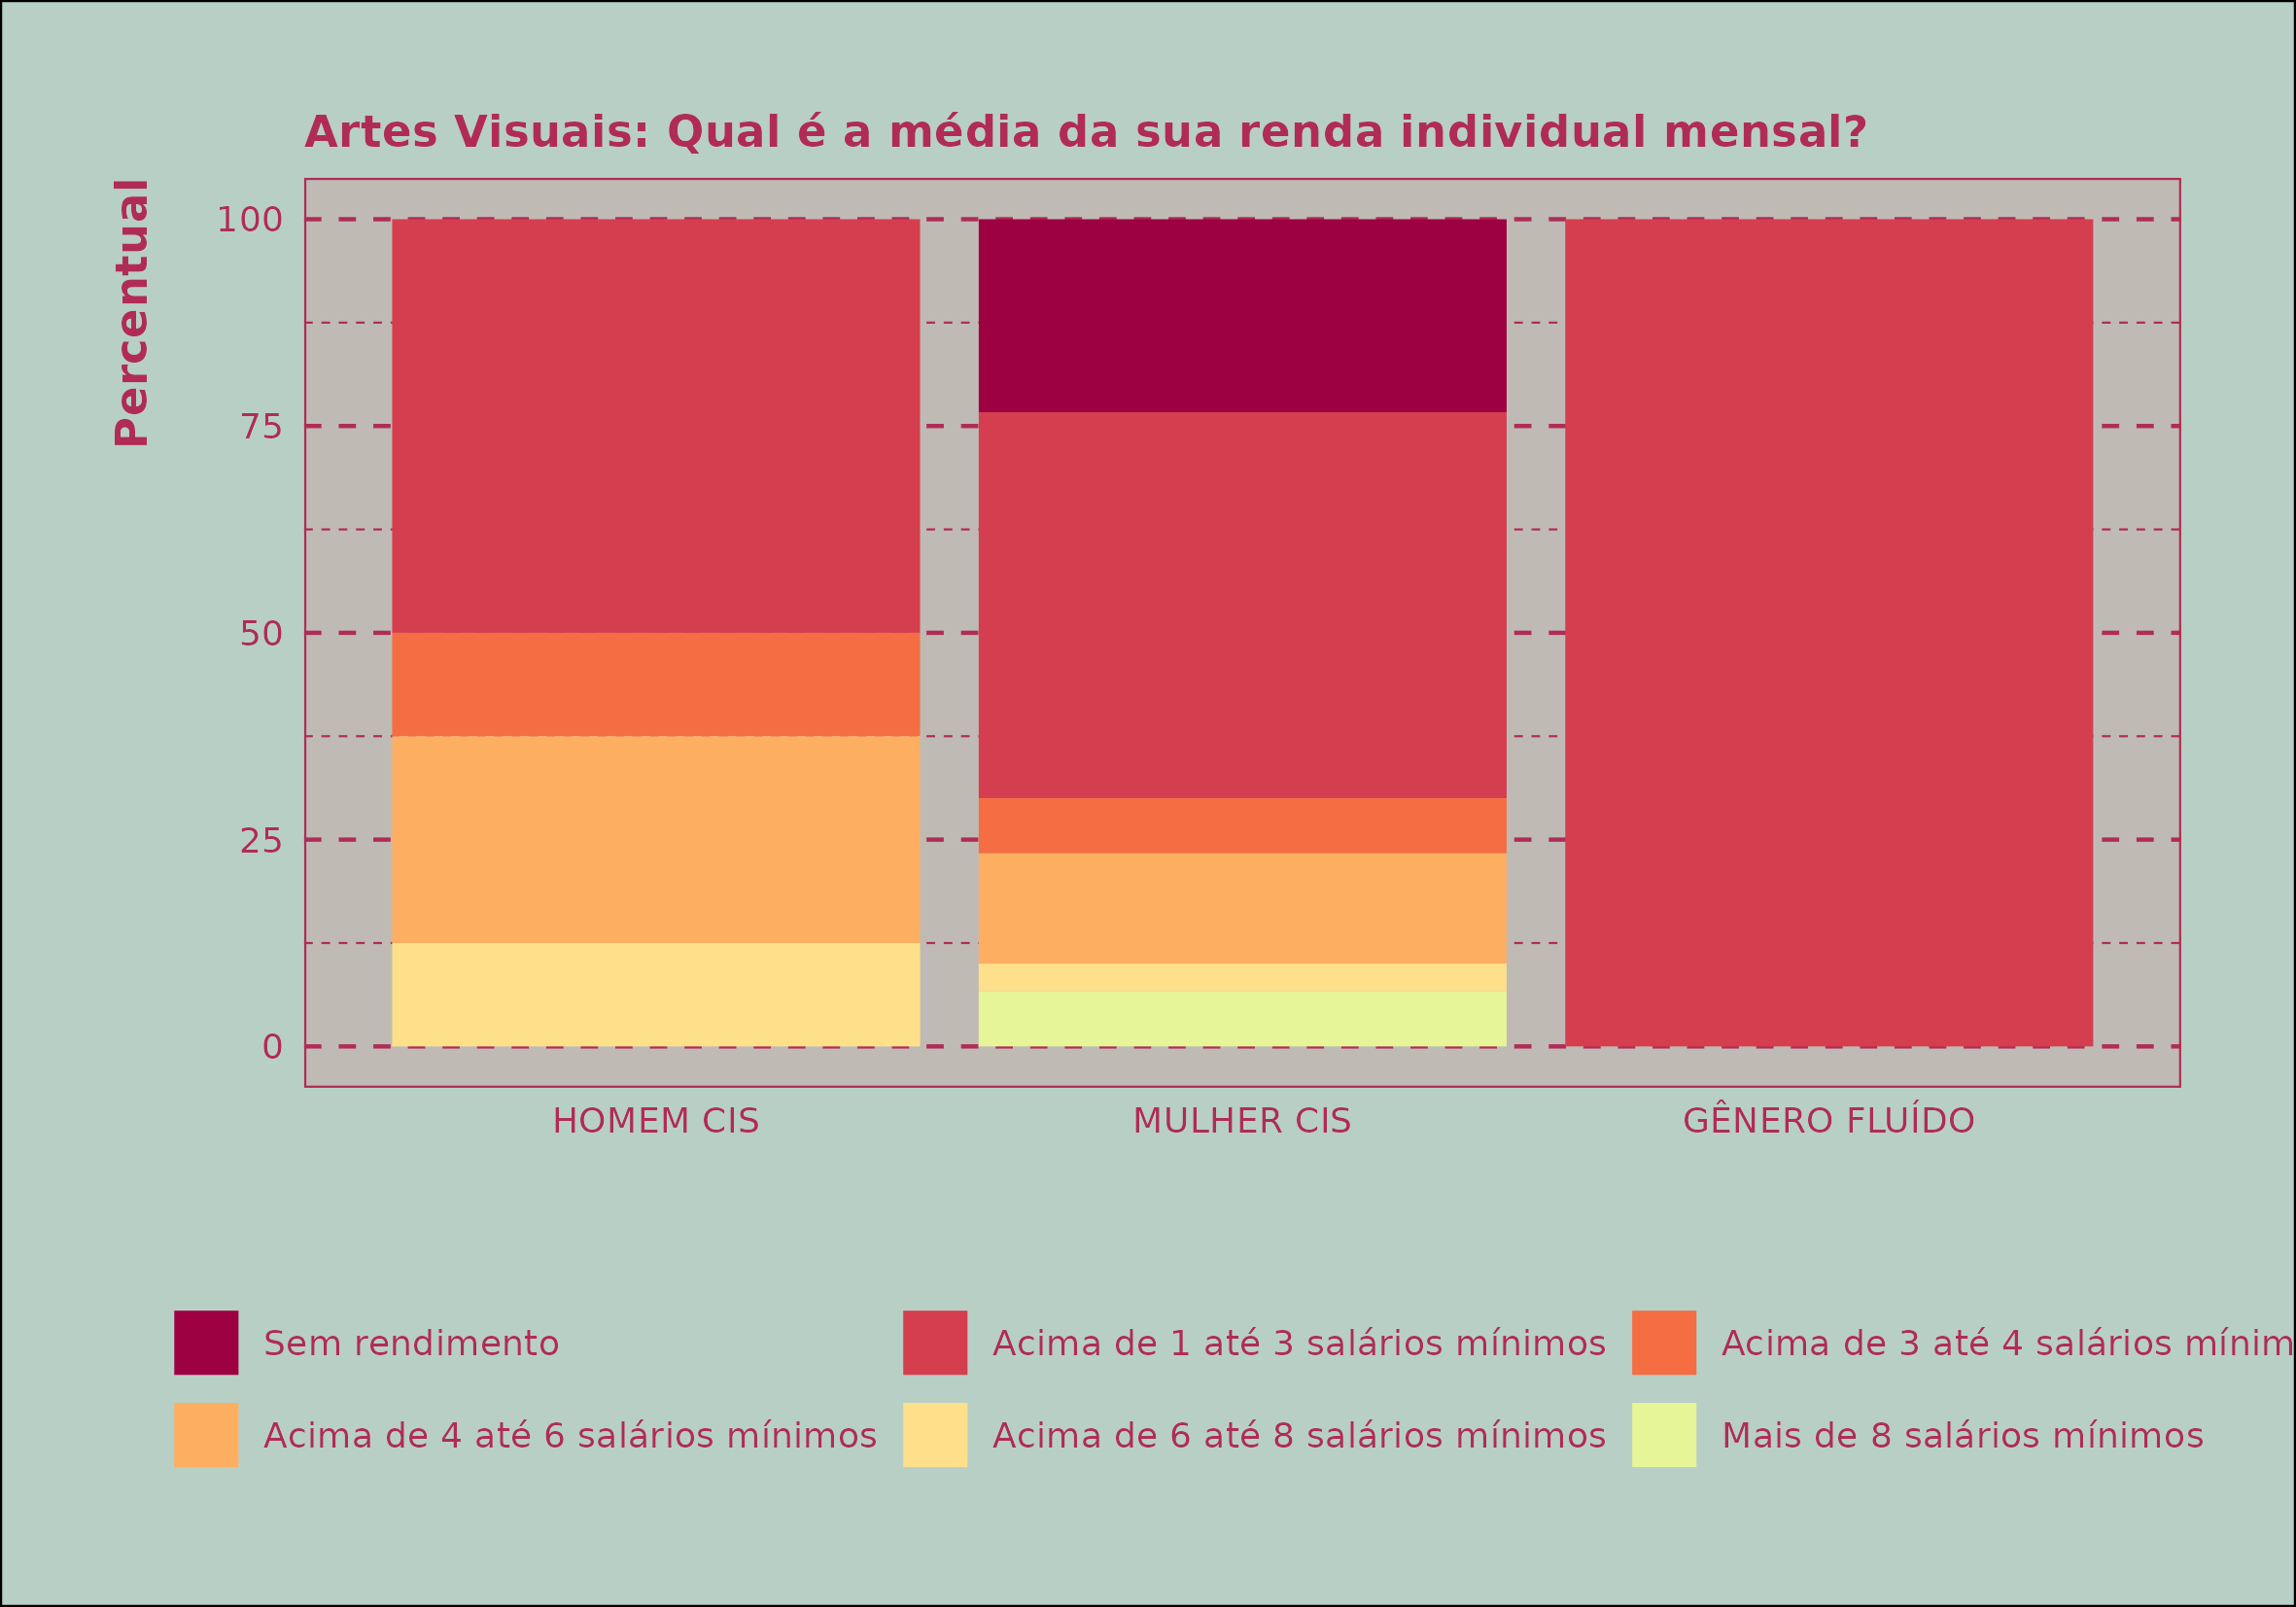 Artes Visuais: Qual é a média da sua renda individual mensal?
Percentual
100
75
50
25
0
HOMEM CIS
MULHER CIS
GÊNERO FLUÍDO
Sem rendimento
Acima de 1 até 3 salários mínimos
Acima de 3 até 4 salários mínim
Acima de 4 até 6 salários mínimos
Acima de 6 até 8 salários mínimos
Mais de 8 salários mínimos